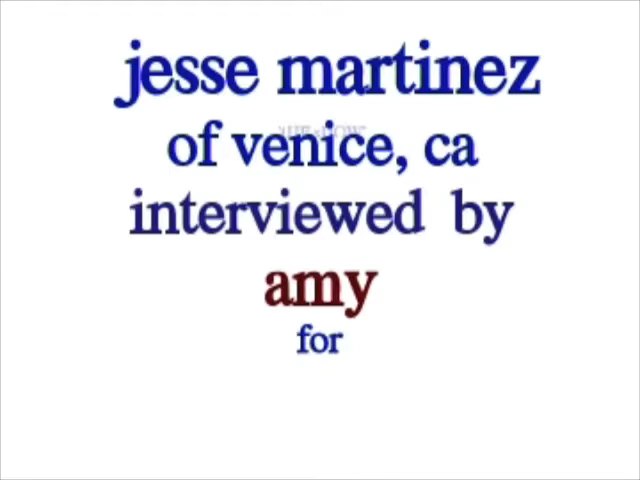 jesse martinez
of venice, ca
interviewed by
amy
for